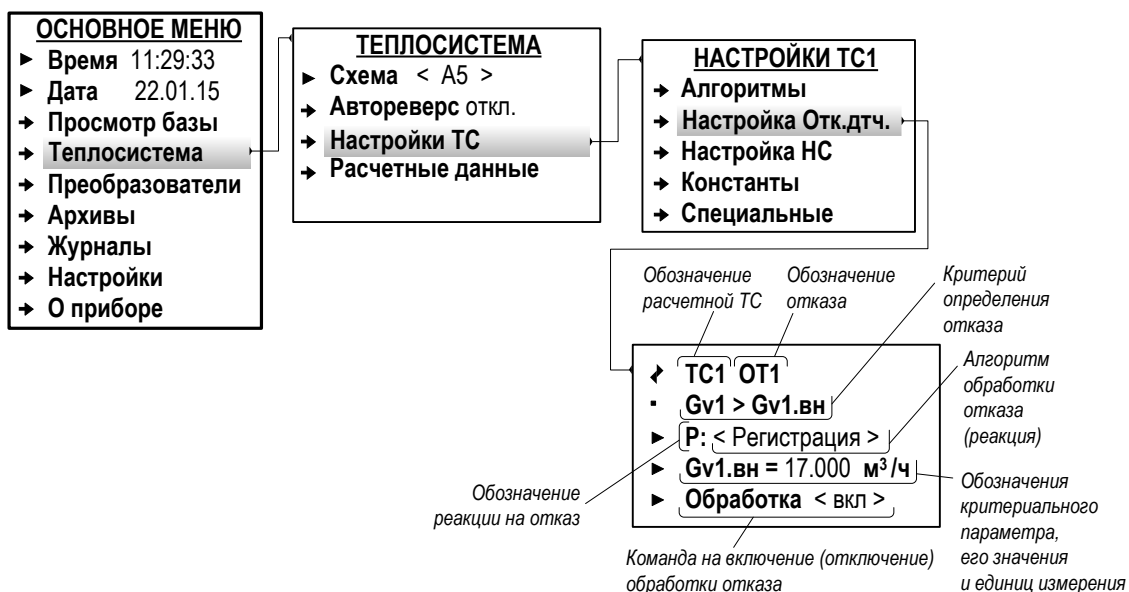 ОСНОВНОЕ МЕНЮ
Время 11:29:33
Дата 22.01.15
Просмотр базы
Теплосистема
Преобразователи
Архивы
Журналы
Настройки
О приборе
ТЕПЛОСИСТЕМА
Схема < А5 >
Автореверс откл.
Настройки ТС
Расчетные данные
НАСТРОЙКИ ТС1
Алгоритмы
Настройка Отк.дтч.
Настройка НС
Константы
Специальные
Обозначение
расчетной ТС
Обозначение
отказа
Критерий
определения
отказа
ТС1 ОТ1
Gv1 > Gv1.вн
Р: < Регистрация >
Gv1.вн = 17.000 м³/ч
Обработка < вкл >
Алгоритм
обработки
отказа
(реакция)
Обозначение
реакции на отказ
Обозначения
критериального
параметра,
его значения
и единиц измерения
Команда на включение (отключение)
обработки отказа